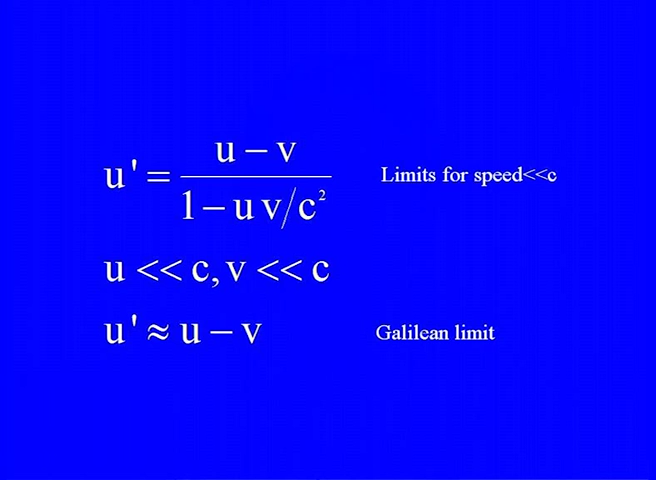 u' = (u − v) / (1 − u v/c²) Limits for speed<<c
u << c, v << c
u' ≈ u − v Galilean limit